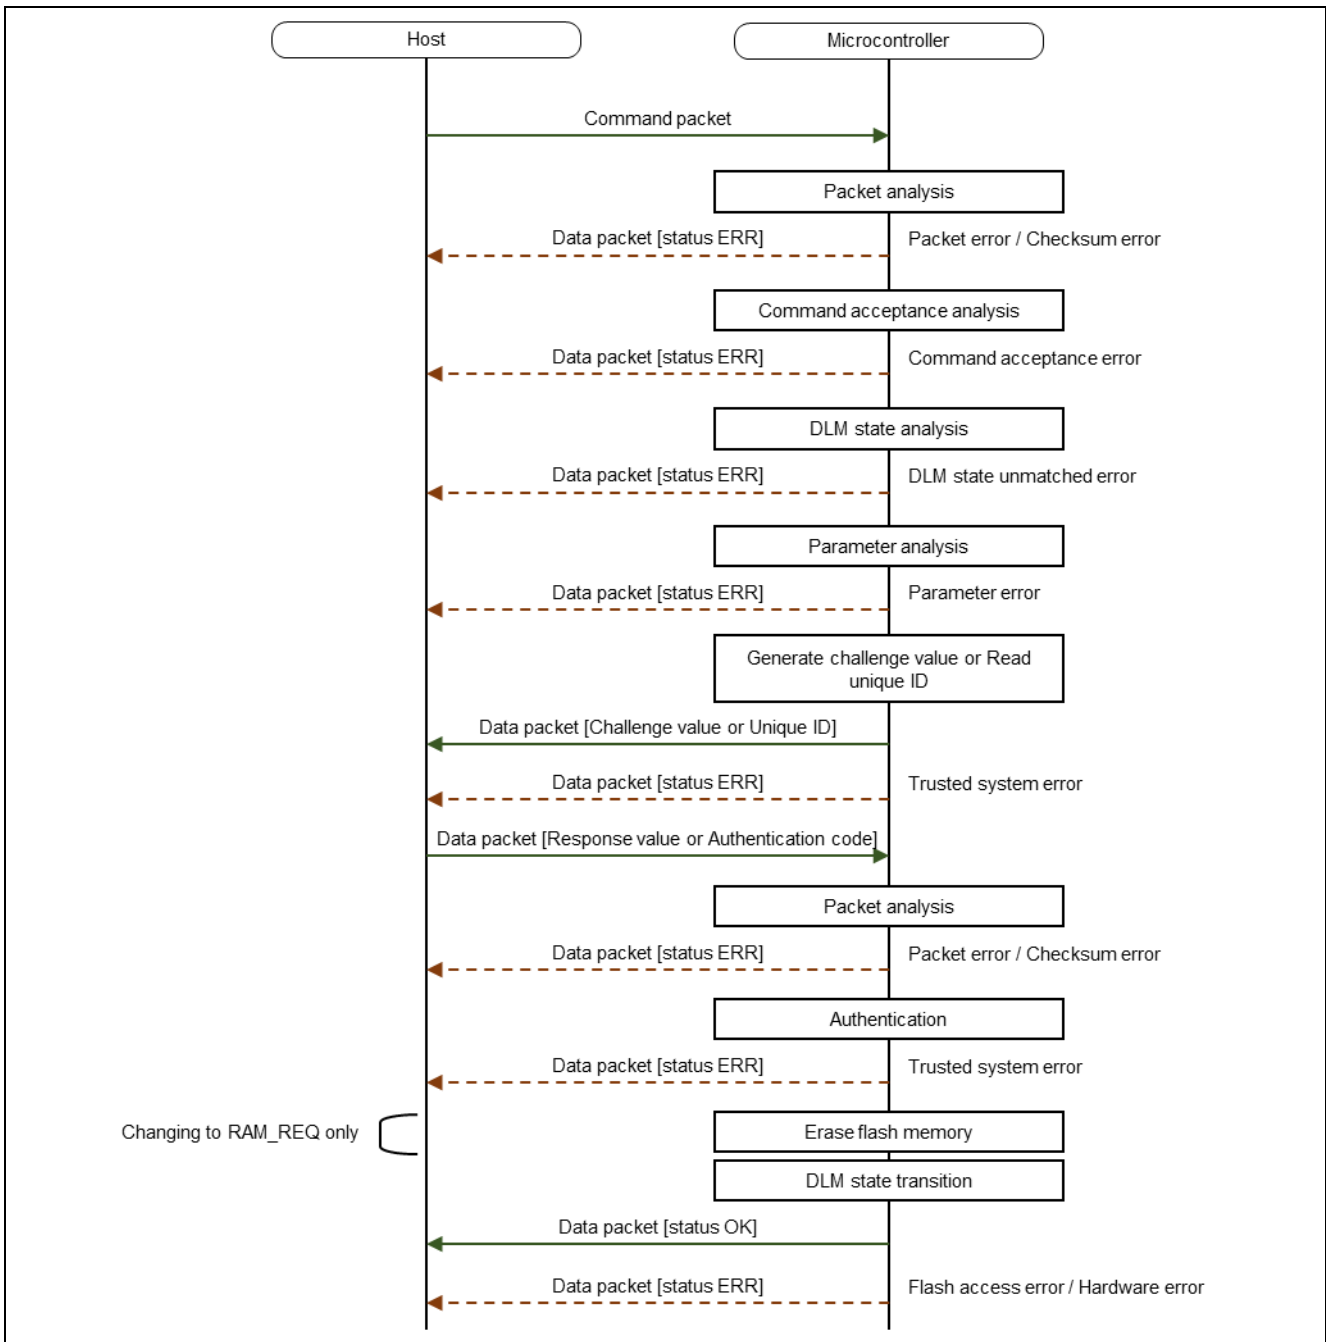 Host
Microcontroller
Command packet
Packet analysis
Data packet [status ERR]
Packet error / Checksum error
Command acceptance analysis
Data packet [status ERR]
Command acceptance error
DLM state analysis
Data packet [status ERR]
DLM state unmatched error
Parameter analysis
Data packet [status ERR]
Parameter error
Generate challenge value or Read
unique ID
Data packet [Challenge value or Unique ID]
Data packet [status ERR]
Trusted system error
Data packet [Response value or Authentication code]
Packet analysis
Data packet [status ERR]
Packet error / Checksum error
Authentication
Data packet [status ERR]
Trusted system error
Changing to RAM_REQ only
Erase flash memory
DLM state transition
Data packet [status OK]
Data packet [status ERR]
Flash access error / Hardware error